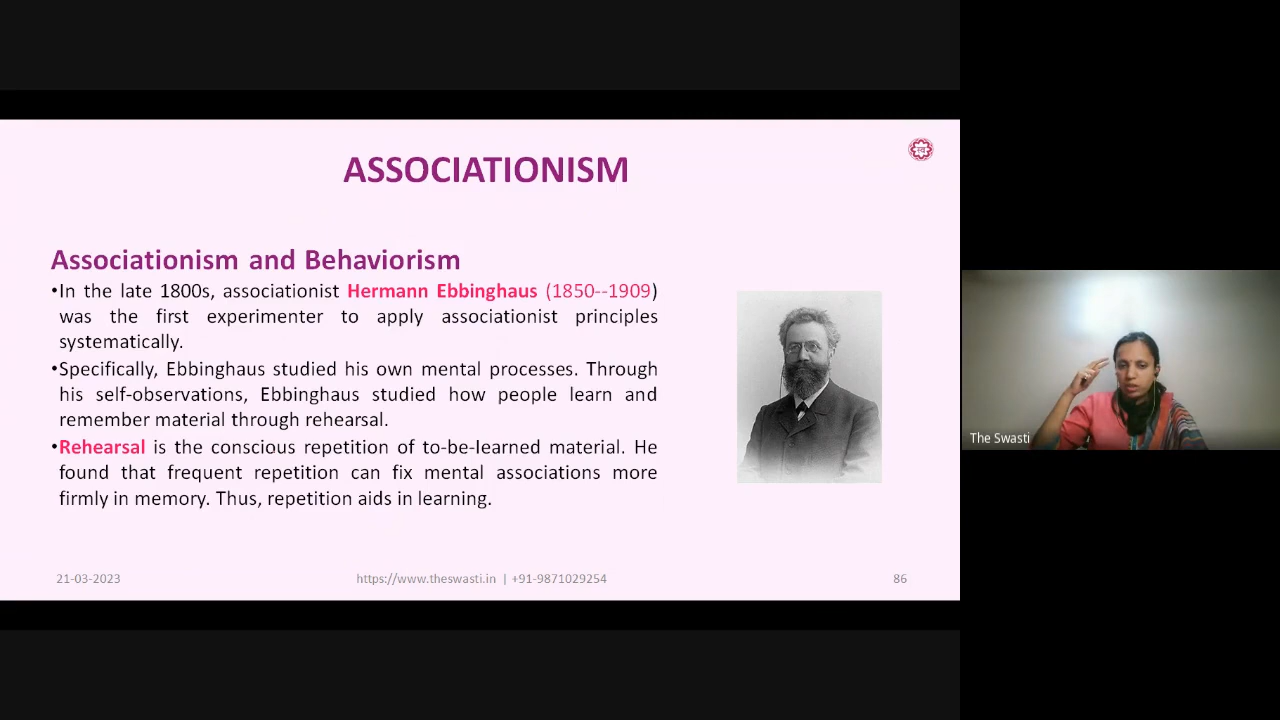 ASSOCIATIONISM
Associationism and Behaviorism
•In the late 1800s, associationist Hermann Ebbinghaus (1850--1909)
was the first experimenter to apply associationist principles
systematically.
•Specifically, Ebbinghaus studied his own mental processes. Through
his self-observations, Ebbinghaus studied how people learn and
remember material through rehearsal.
•Rehearsal is the conscious repetition of to-be-learned material. He
found that frequent repetition can fix mental associations more
firmly in memory. Thus, repetition aids in learning.
21-03-2023
https://www.theswasti.in | +91-9871029254
86
The Swasti